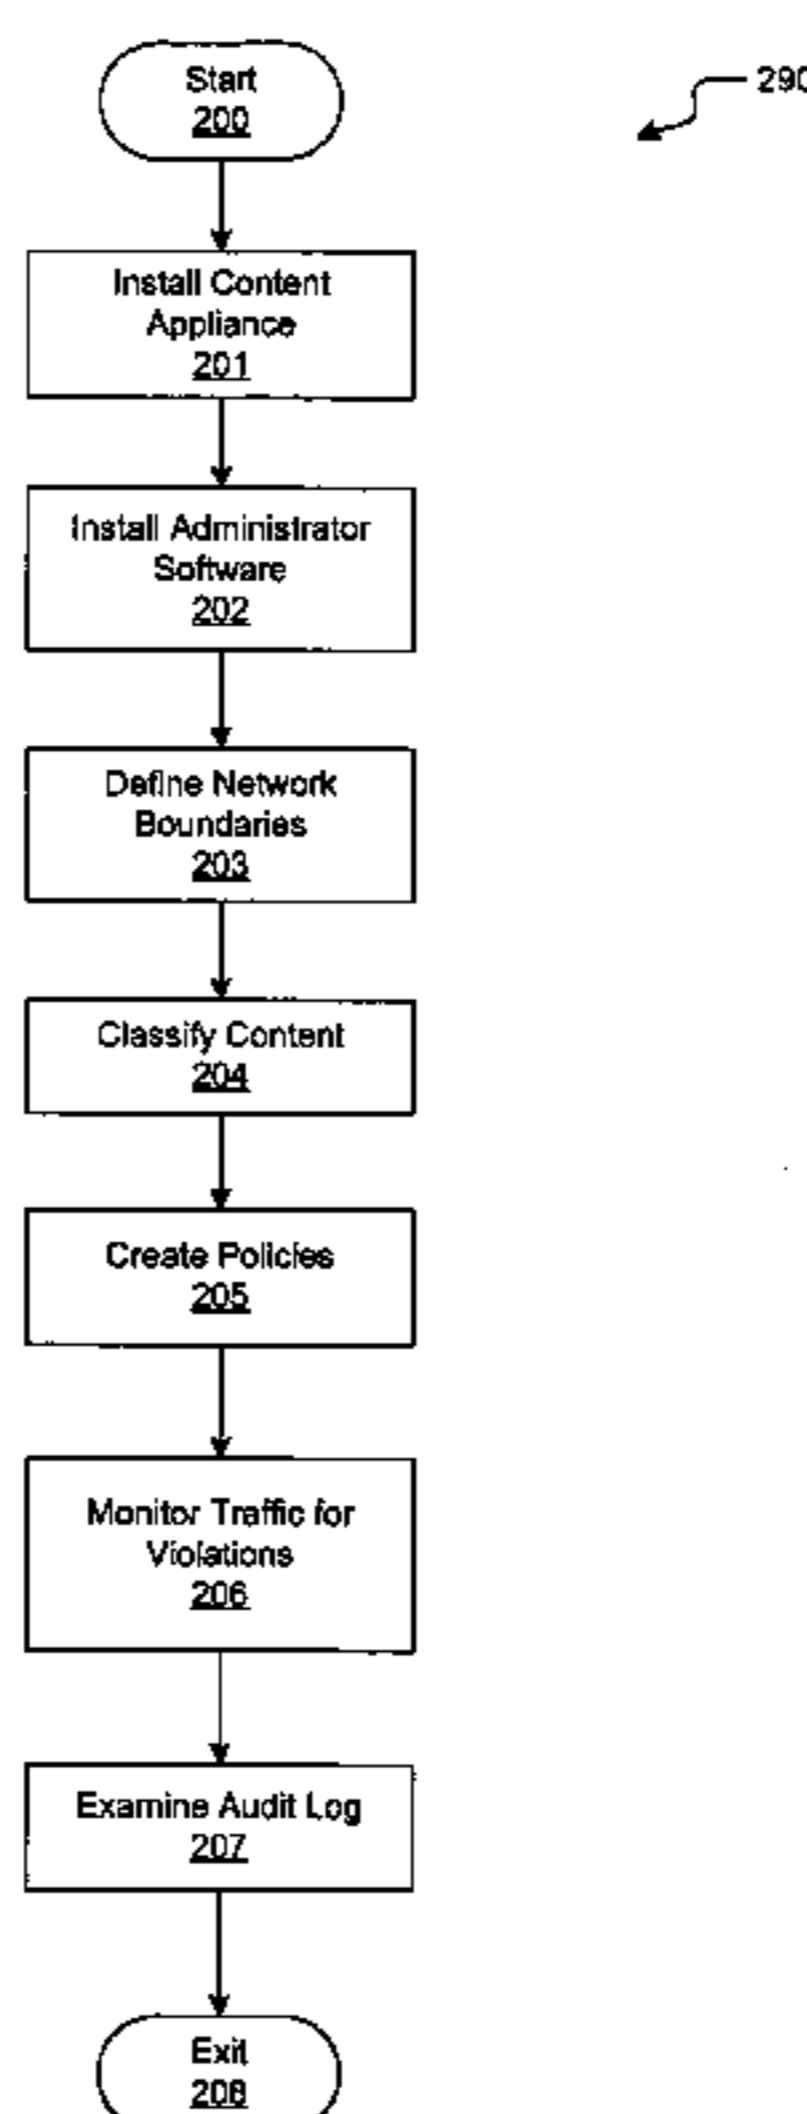 Start
200
290
Install Content
Appliance
201
Install Administrator
Software
202
Define Network
Boundaries
203
Classify Content
204
Create Policies
205
Monitor Traffic for
Violations
206
Examine Audit Log
207
Exit
208